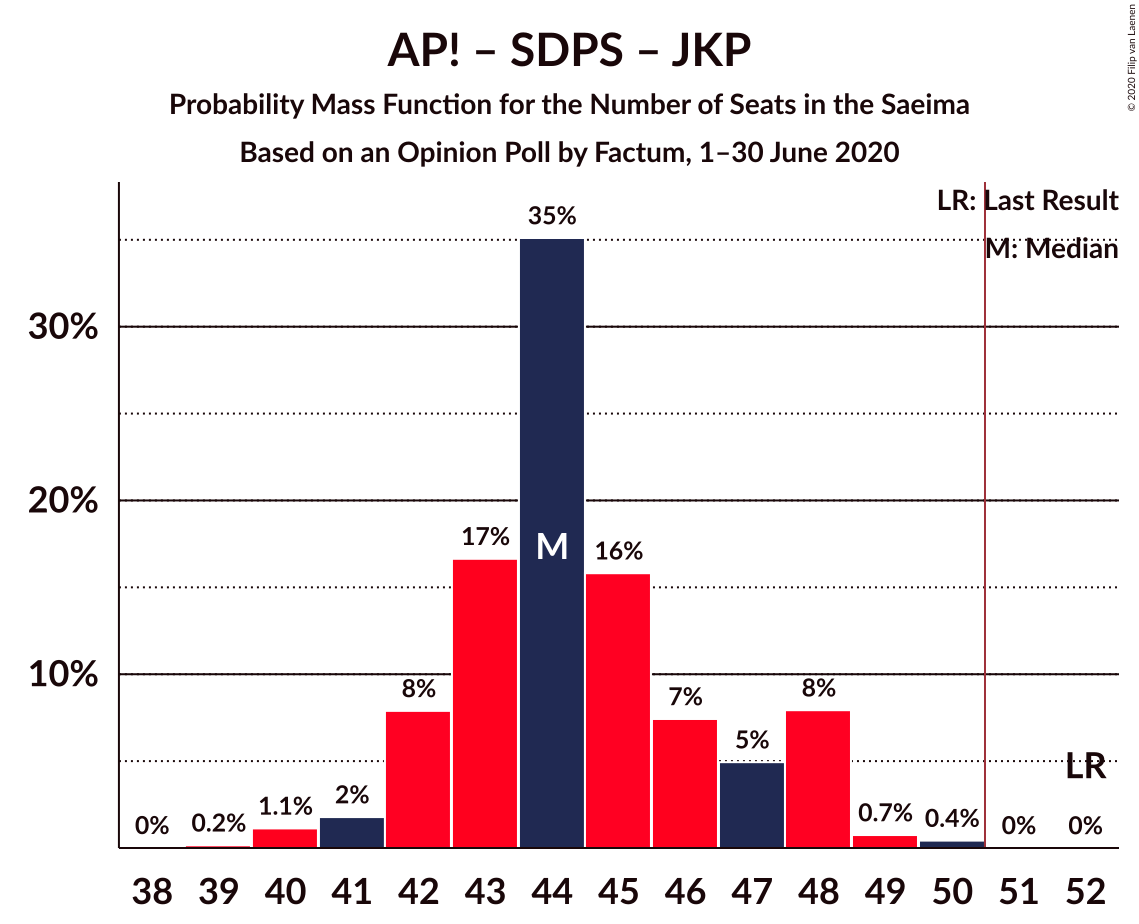 AP! – SDPS – JKP
Probability Mass Function for the Number of Seats in the Saeima
Based on an Opinion Poll by Factum, 1–30 June 2020
© 2020 Filip van Laenen
LR: Last Result
M: Median
35%
30%
20%
17%
M
16%
10%
8%
7%
8%
5%
LR
0%
0.2%
1.1%
2%
0.7%
0.4%
0%
0%
38 39 40 41 42 43 44 45 46 47 48 49 50 51 52